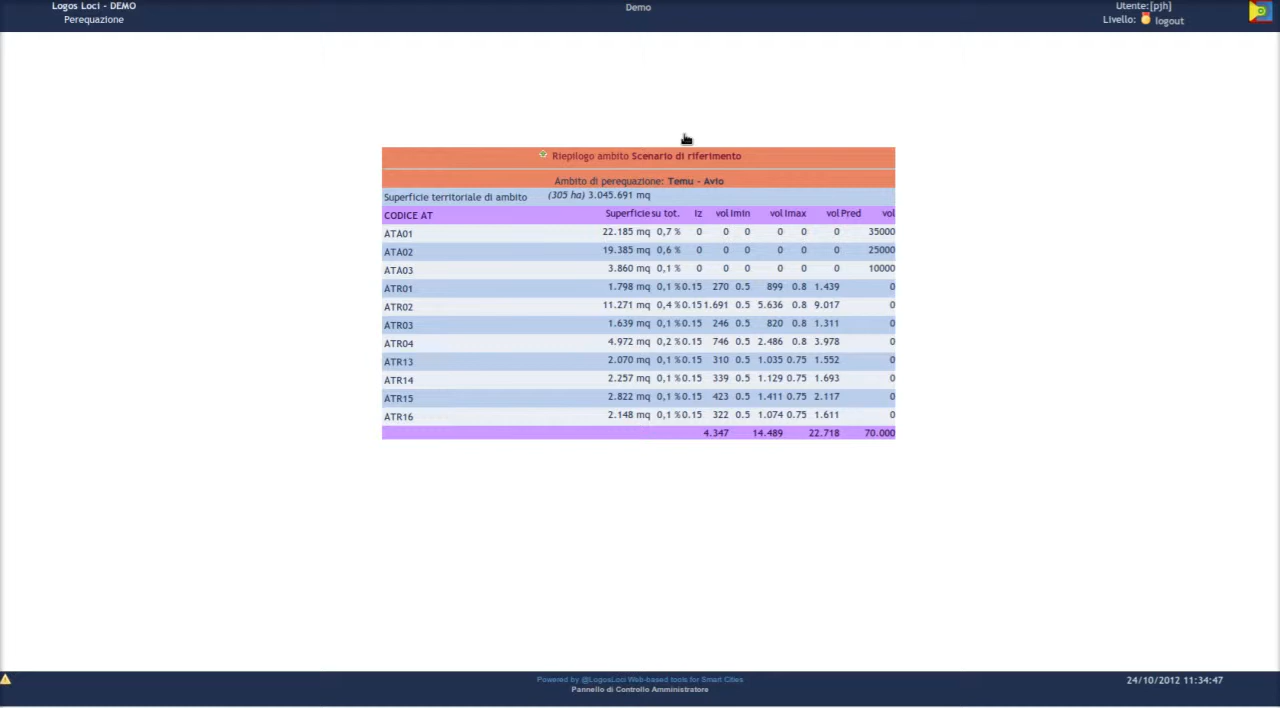 Logos Loci - DEMO
Perequazione
Demo
Utente:[pjh]
Livello: logout
Riepilogo ambito Scenario di riferimento
Ambito di perequazione: Temu - Avio
Superficie territoriale di ambito (305 ha) 3.045.691 mq
CODICE AT Superficie su tot. Iz vol Imin vol Imax vol Pred vol
ATA01 22.185 mq 0,7 % 0 0 0 0 0 0 35000
ATA02 19.385 mq 0,6 % 0 0 0 0 0 0 25000
ATA03 3.860 mq 0,1 % 0 0 0 0 0 0 10000
ATR01 1.798 mq 0,1 % 0.15 270 0.5 899 0.8 1.439 0
ATR02 11.271 mq 0,4 % 0.15 1.691 0.5 5.636 0.8 9.017 0
ATR03 1.639 mq 0,1 % 0.15 246 0.5 820 0.8 1.311 0
ATR04 4.972 mq 0,2 % 0.15 746 0.5 2.486 0.8 3.978 0
ATR13 2.070 mq 0,1 % 0.15 310 0.5 1.035 0.75 1.552 0
ATR14 2.257 mq 0,1 % 0.15 339 0.5 1.129 0.75 1.693 0
ATR15 2.822 mq 0,1 % 0.15 423 0.5 1.411 0.75 2.117 0
ATR16 2.148 mq 0,1 % 0.15 322 0.5 1.074 0.75 1.611 0
4.347 14.489 22.718 70.000
Powered by @LogosLoci Web-based tools for Smart Cities
Pannello di Controllo Amministratore
24/10/2012 11:34:47